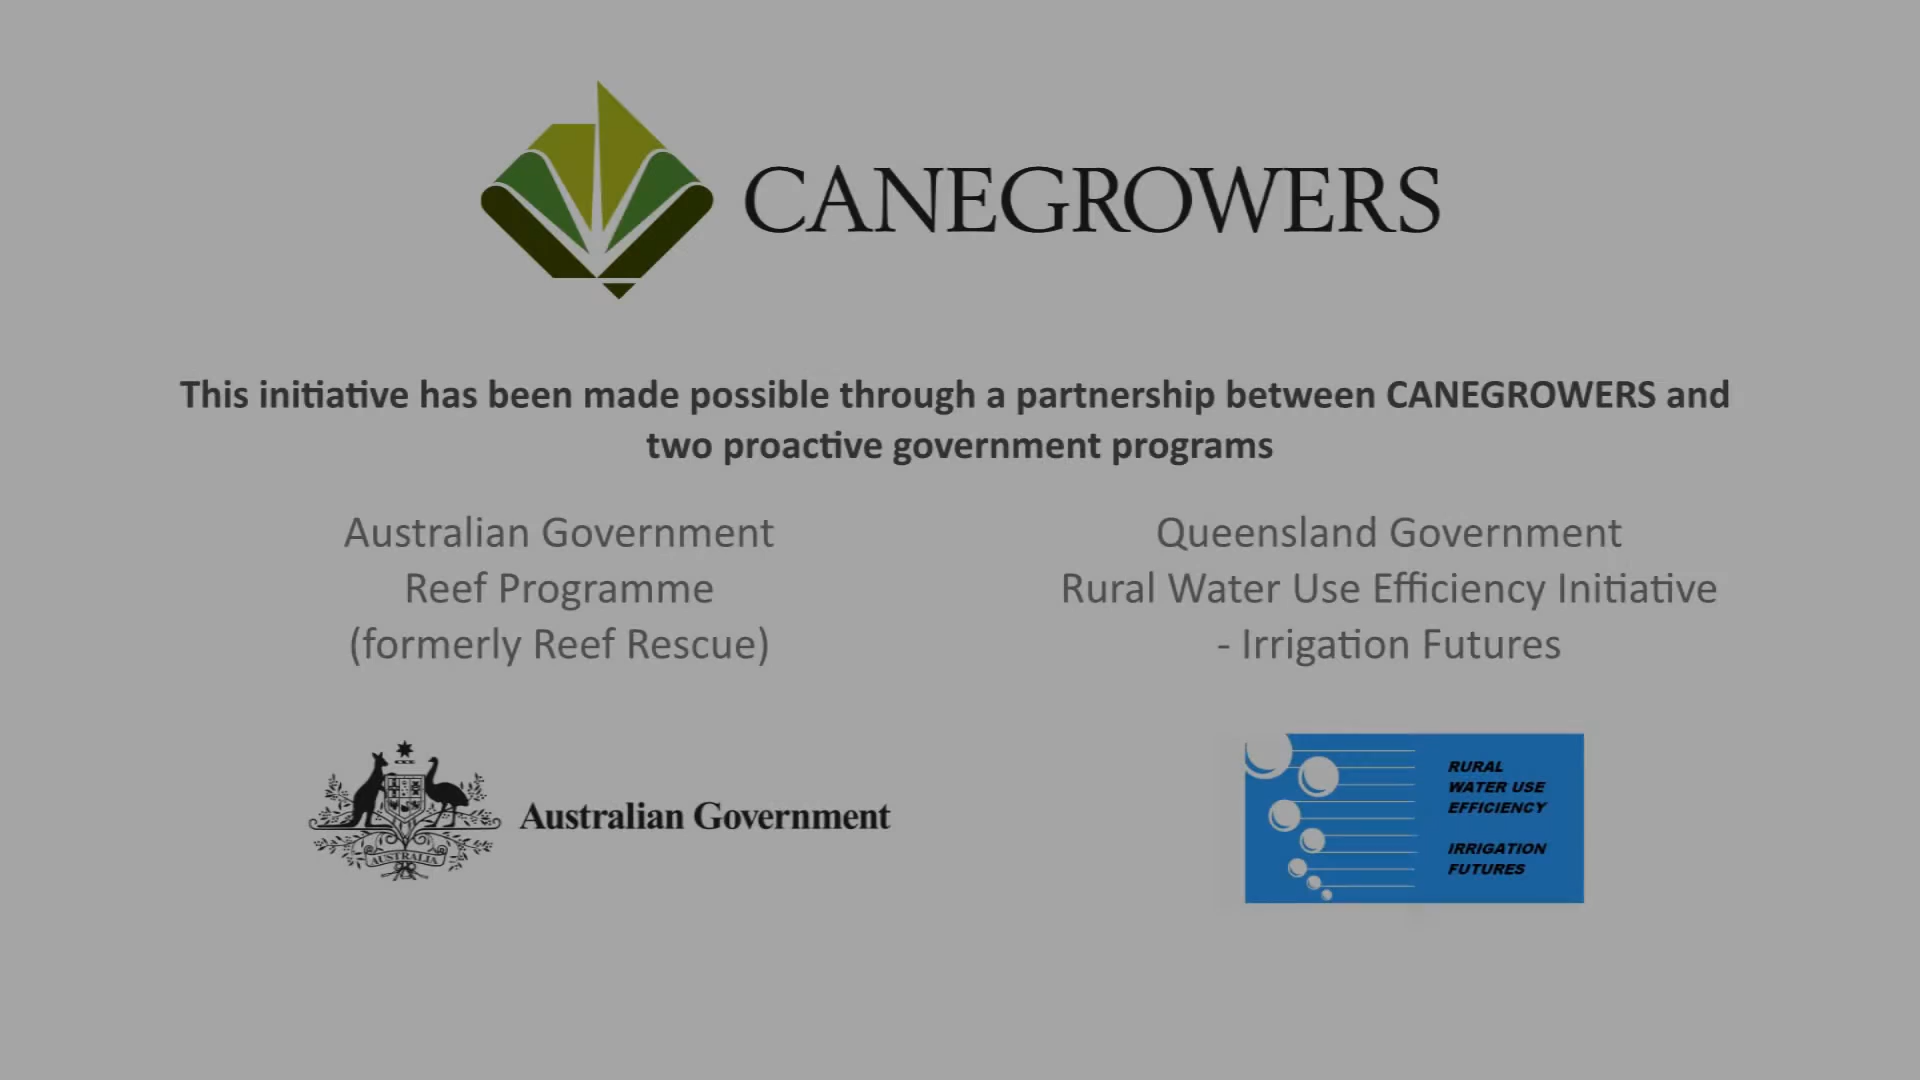 CANEGROWERS
This initiative has been made possible through a partnership between CANEGROWERS and
two proactive government programs
Australian Government
Reef Programme
(formerly Reef Rescue)
Queensland Government
Rural Water Use Efficiency Initiative
- Irrigation Futures
AUSTRALIA
Australian Government
RURAL
WATER USE
EFFICIENCY
IRRIGATION
FUTURES